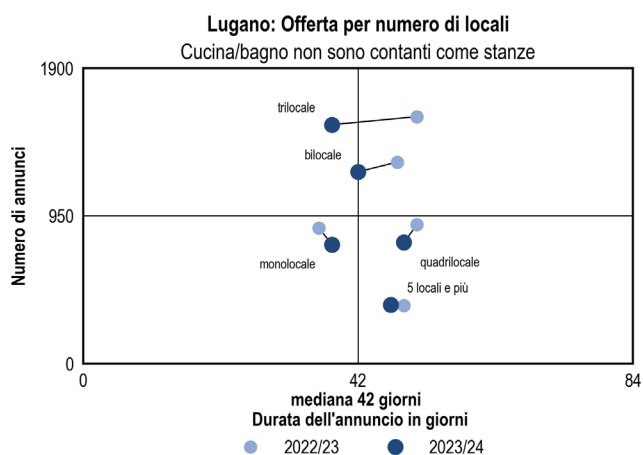 Lugano: Offerta per numero di locali
Cucina/bagno non sono contanti come stanze
1900
trilocale
bilocale
Numero di annunci
950
monolocale
quadrilocale
5 locali e più
0
0
42
84
mediana 42 giorni
Durata dell'annuncio in giorni
2022/23
2023/24